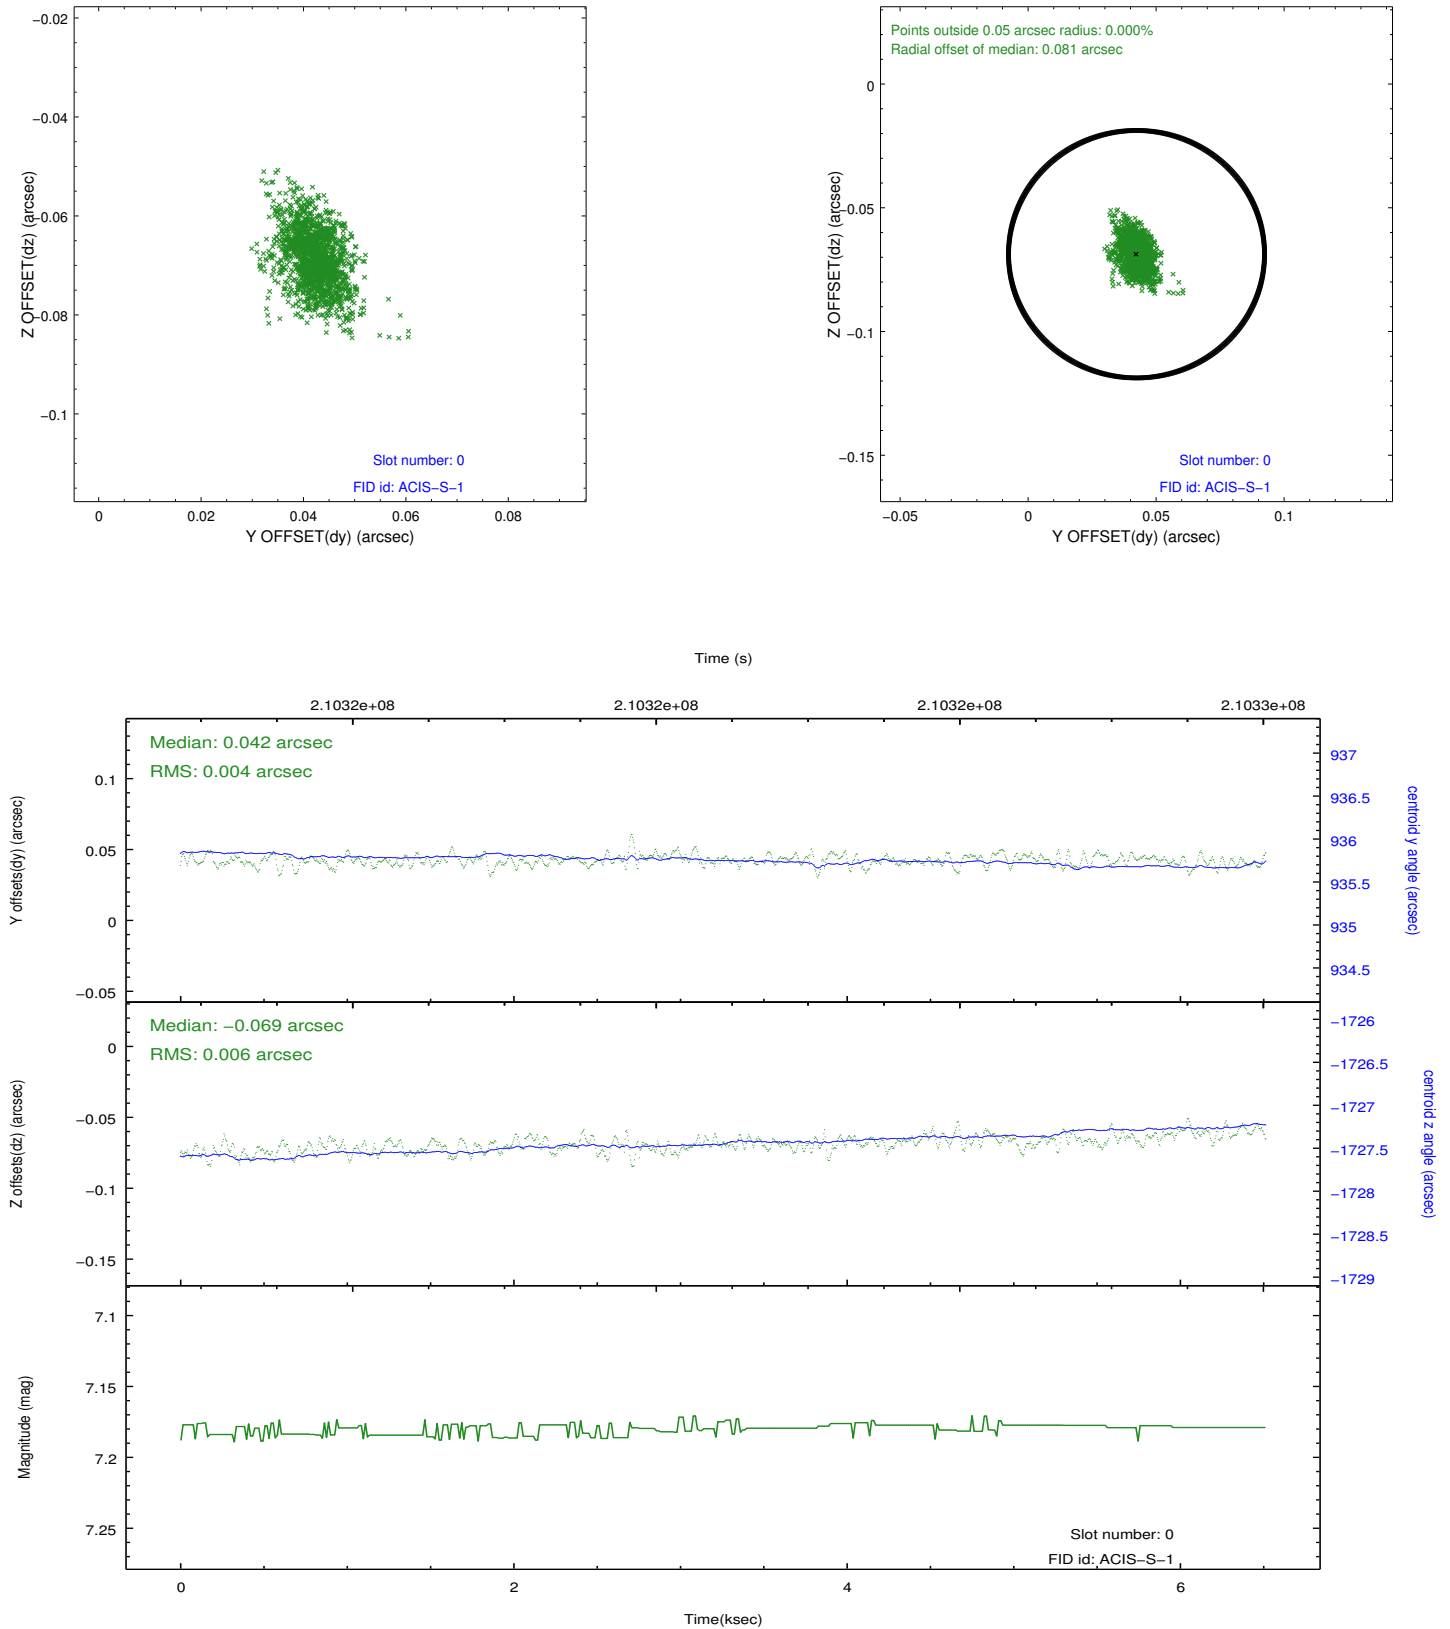 −0.02
−0.04
−0.06
−0.08
−0.1
Z OFFSET(dz) (arcsec)
Slot number: 0
FID id: ACIS−S−1
0
0.02
0.04
0.06
0.08
Y OFFSET(dy) (arcsec)
Points outside 0.05 arcsec radius: 0.000%
Radial offset of median: 0.081 arcsec
0
−0.05
−0.1
−0.15
Z OFFSET(dz) (arcsec)
Slot number: 0
FID id: ACIS−S−1
−0.05
0
0.05
0.1
Y OFFSET(dy) (arcsec)
Time (s)
2.1032e+08
2.1032e+08
2.1032e+08
2.1033e+08
Median: 0.042 arcsec
RMS: 0.004 arcsec
0.1
0.05
0
−0.05
Y offsets(dy) (arcsec)
937
936.5
936
935.5
935
934.5
centroid y angle (arcsec)
Median: −0.069 arcsec
RMS: 0.006 arcsec
0
−0.05
−0.1
−0.15
Z offsets(dz) (arcsec)
−1726
−1726.5
−1727
−1727.5
−1728
−1728.5
−1729
centroid z angle (arcsec)
7.1
7.15
7.2
7.25
Magnitude (mag)
Slot number: 0
FID id: ACIS−S−1
0
2
4
6
Time(ksec)